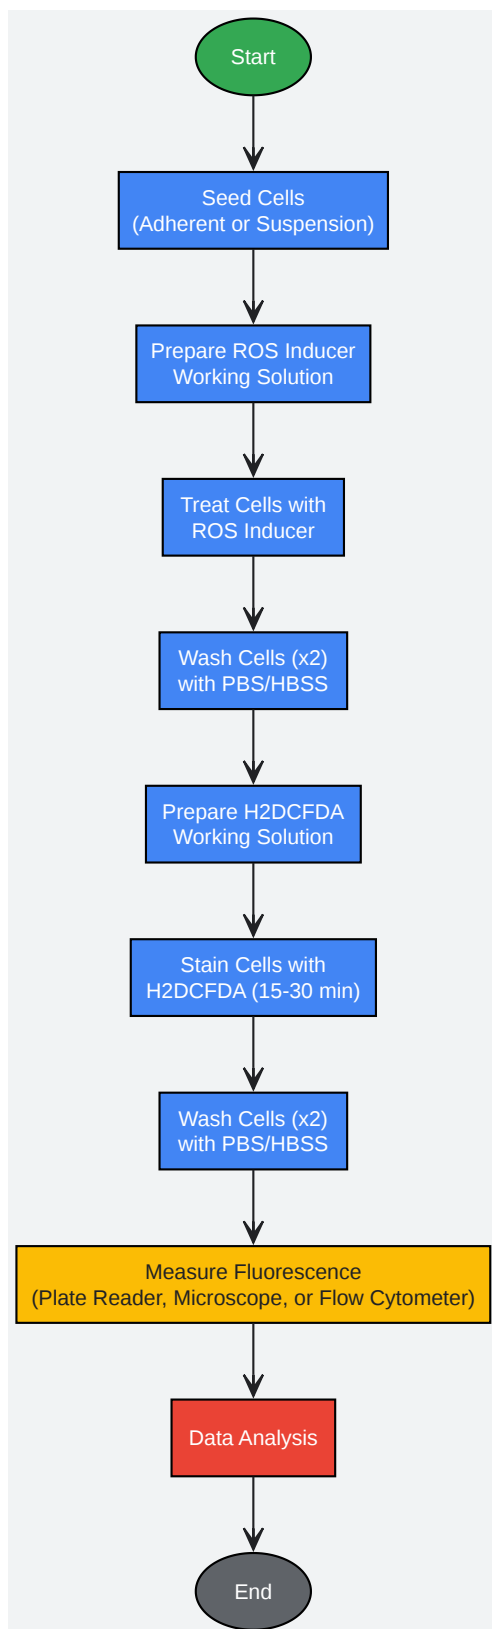 Start
Seed Cells
(Adherent or Suspension)
Prepare ROS Inducer
Working Solution
Treat Cells with
ROS Inducer
Wash Cells (x2)
with PBS/HBSS
Prepare H2DCFDA
Working Solution
Stain Cells with
H2DCFDA (15-30 min)
Wash Cells (x2)
with PBS/HBSS
Measure Fluorescence
(Plate Reader, Microscope, or Flow Cytometer)
Data Analysis
End